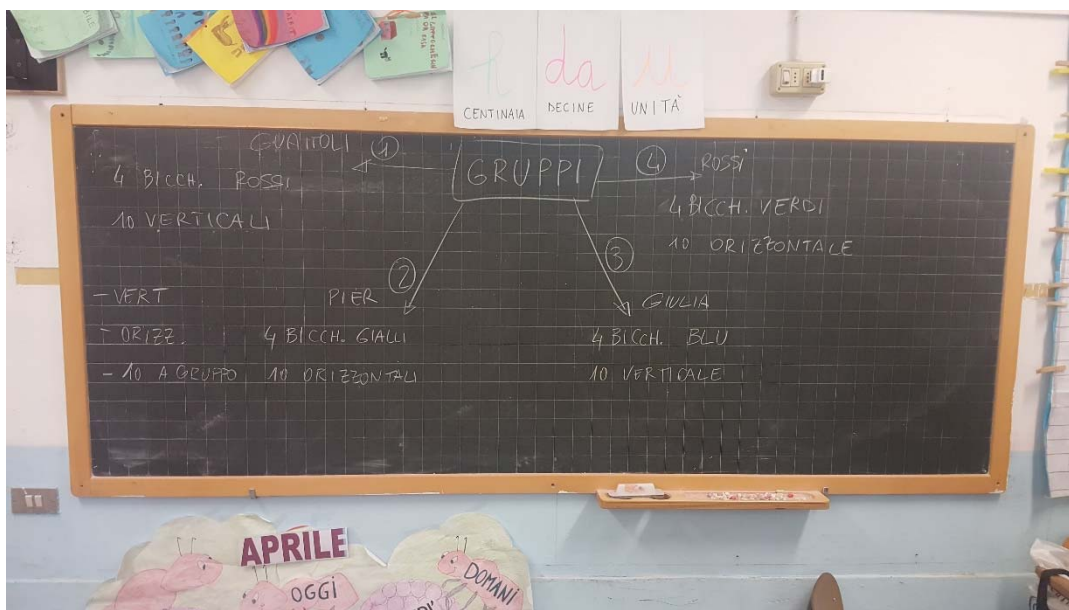 h
CENTINAIA
da
DECINE
u
UNITÀ
GRUPPI
1
4 BICCH. ROSSI
10 VERTICALI
4
ROSSI
4 BICCH. VERDI
10 ORIZZONTALE
2
PIER
4 BICCH. GIALLI
10 ORIZZONTALI
3
GIULIA
4 BICCH. BLU
10 VERTICALE
- VERT
- ORIZZ.
- 10 A GRUPPO
APRILE
OGGI
DOMANI